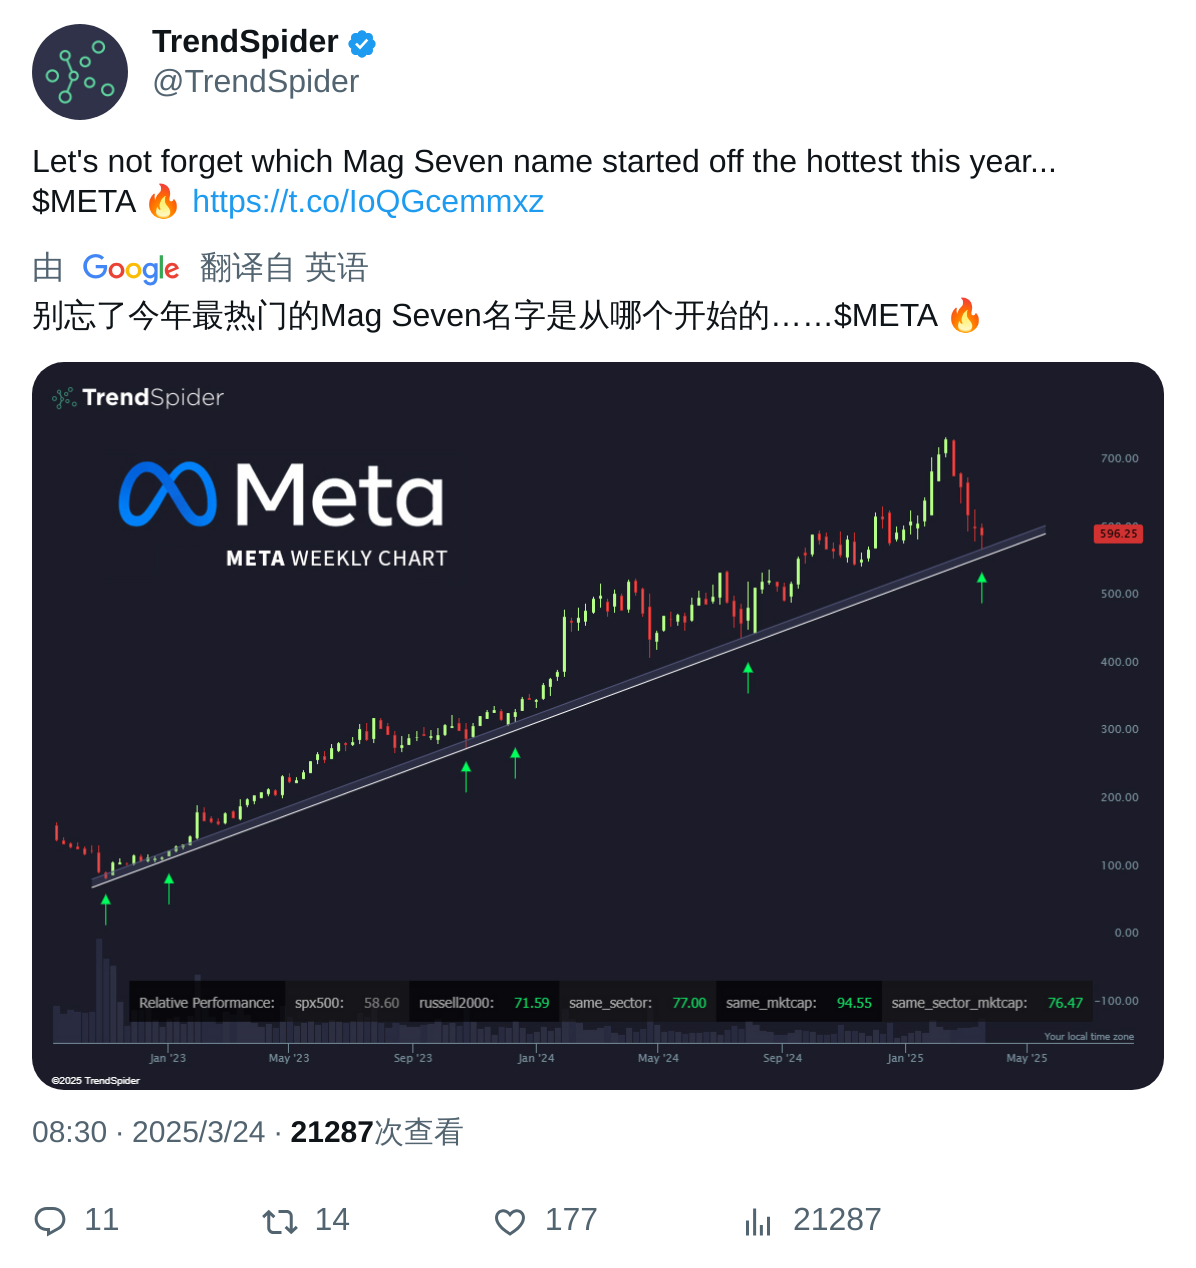 TrendSpider
@TrendSpider
Let's not forget which Mag Seven name started off the hottest this year...
$META 🔥 https://t.co/IoQGcemmxz
由 Google 翻译自 英语
别忘了今年最热门的Mag Seven名字是从哪个开始的……$META 🔥
TrendSpider
Meta
META WEEKLY CHART
700.00
596.25
500.00
400.00
300.00
200.00
100.00
0.00
-100.00
Relative Performance: spx500: 58.60 russell2000: 71.59 same_sector: 77.00 same_mktcap: 94.55 same_sector_mktcap: 76.47
Your local time zone
Jan '23 May '23 Sep '23 Jan '24 May '24 Sep '24 Jan '25 May '25
©2025 TrendSpider
08:30 · 2025/3/24 · 21287次查看
11 14 177 21287